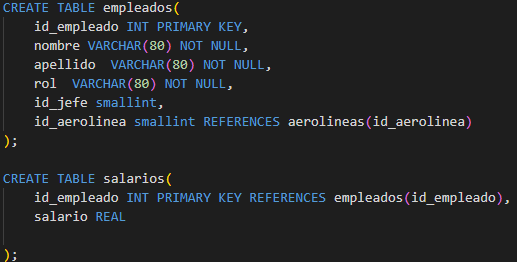 CREATE TABLE empleados(
id_empleado INT PRIMARY KEY,
nombre VARCHAR(80) NOT NULL,
apellido  VARCHAR(80) NOT NULL,
rol  VARCHAR(80) NOT NULL,
id_jefe smallint,
id_aerolinea smallint REFERENCES aerolineas(id_aerolinea)
);
CREATE TABLE salarios(
id_empleado INT PRIMARY KEY REFERENCES empleados(id_empleado),
salario REAL
);